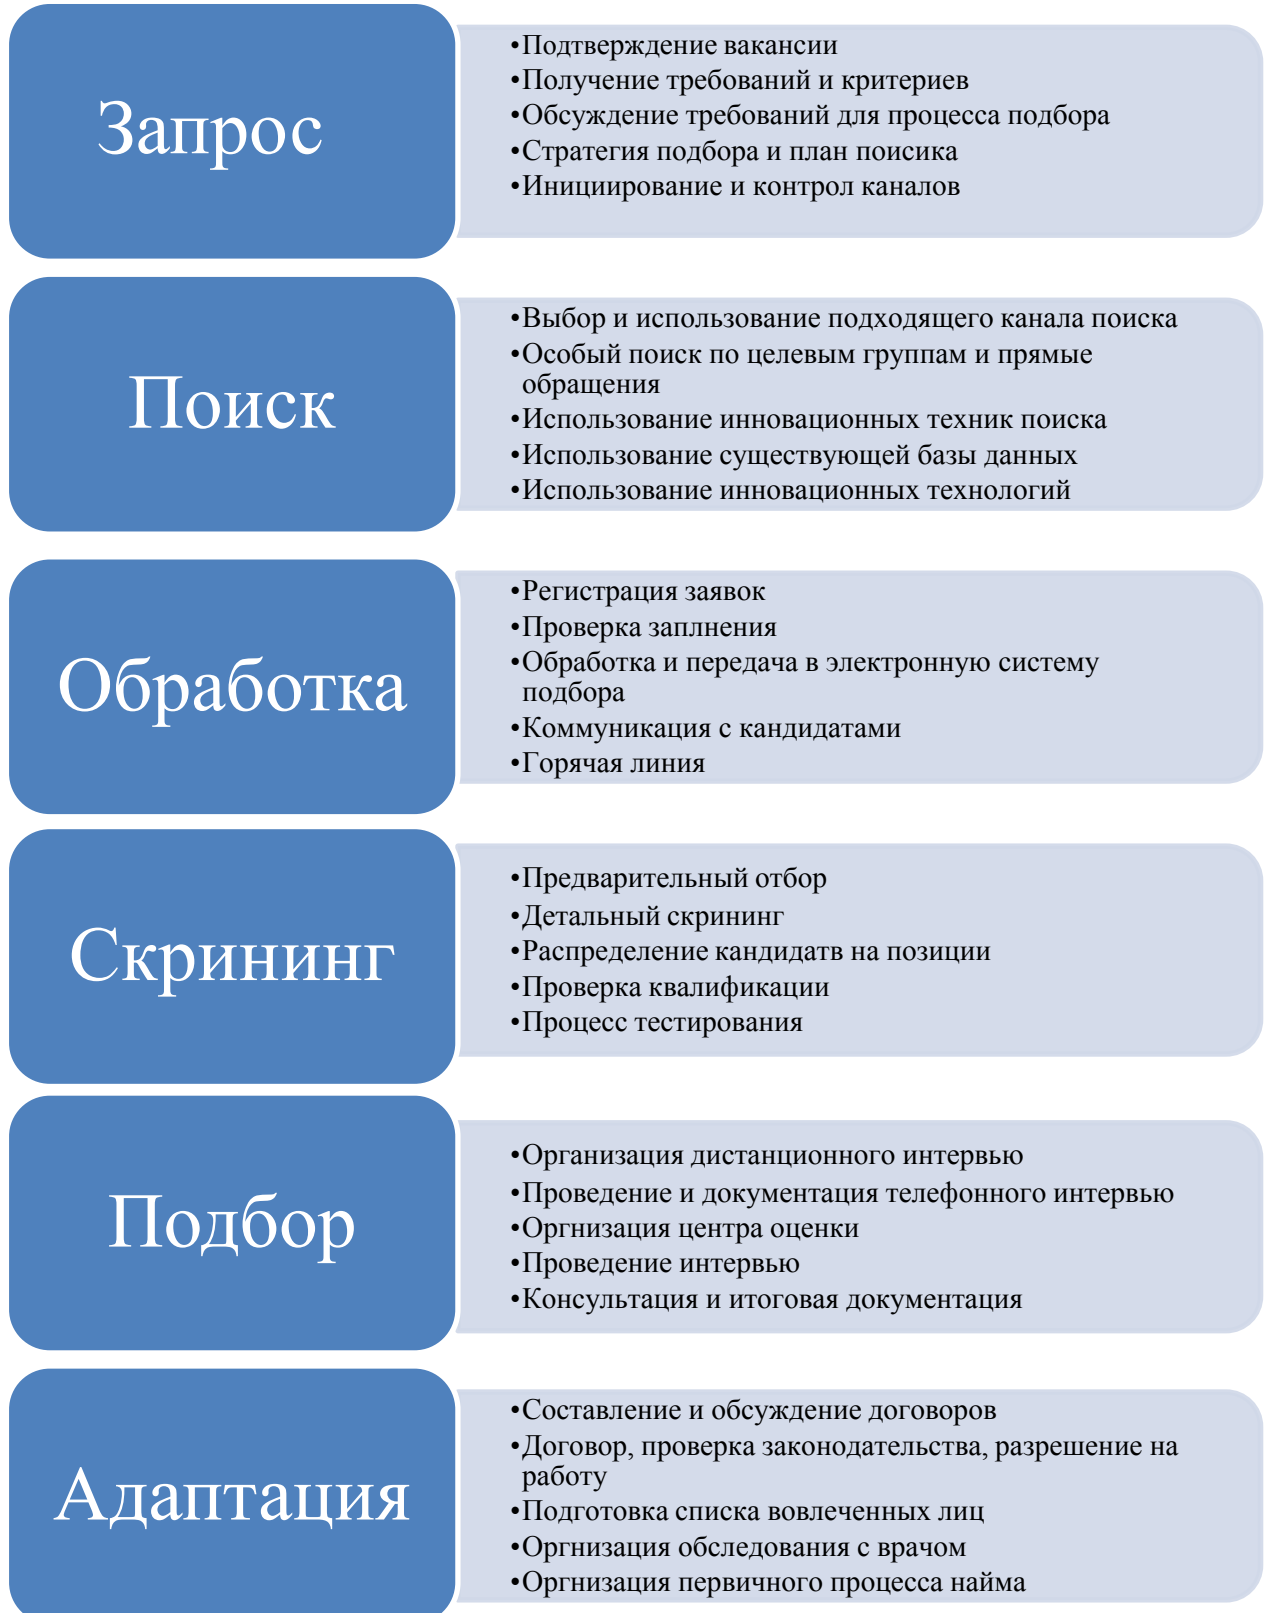 Запрос
•Подтверждение вакансии
•Получение требований и критериев
•Обсуждение требований для процесса подбора
•Стратегия подбора и план поисика
•Инициирование и контрол каналов
Поиск
•Выбор и использование подходящего канала поиска
•Особый поиск по целевым группам и прямые
обращения
•Использование инновационных техник поиска
•Использование существующей базы данных
•Использование инновационных технологий
Обработка
•Регистрация заявок
•Проверка заплнения
•Обработка и передача в электронную систему
подбора
•Коммуникация с кандидатами
•Горячая линия
Скрининг
•Предварительный отбор
•Детальный скрининг
•Распределение кандидатв на позиции
•Проверка квалификации
•Процесс тестирования
Подбор
•Организация дистанционного интервью
•Проведение и документация телефонного интервью
•Оргнизация центра оценки
•Проведение интервью
•Консультация и итоговая документация
Адаптация
•Составление и обсуждение договоров
•Договор, проверка законодательства, разрешение на
работу
•Подготовка списка вовлеченных лиц
•Оргнизация обследования с врачом
•Оргнизация первичного процесса найма